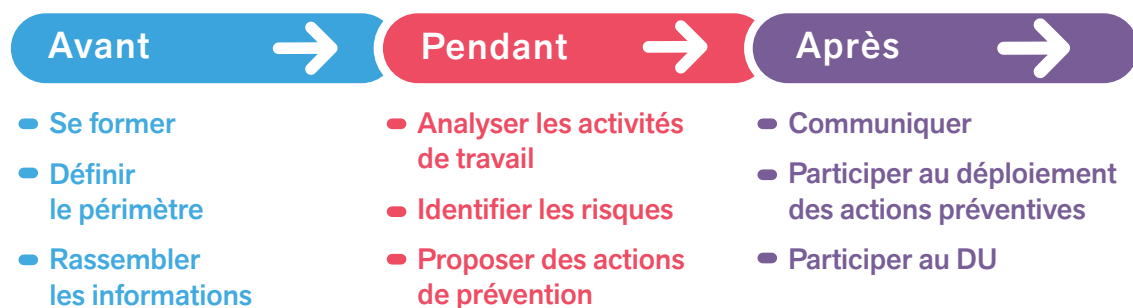 Avant
Se former
Définir
le périmètre
Rassembler
les informations
Pendant
Analyser les activités
de travail
Identifier les risques
Proposer des actions
de prévention
Après
Communiquer
Participer au déploiement
des actions préventives
Participer au DU